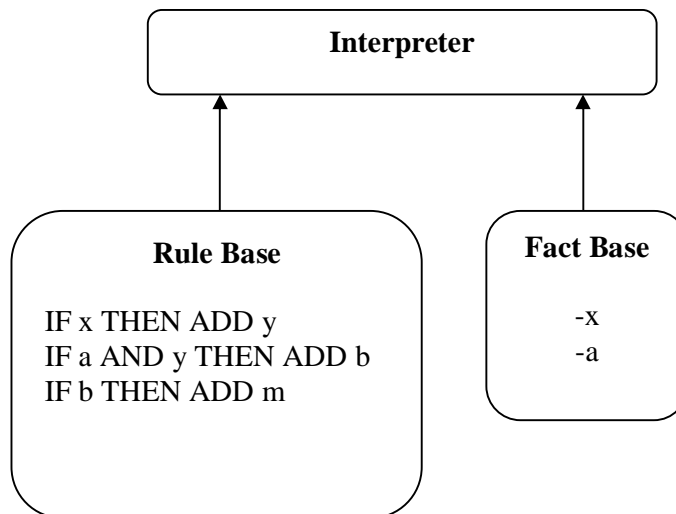 Interpreter
Rule Base
IF x THEN ADD y
IF a AND y THEN ADD b
IF b THEN ADD m
Fact Base
-x
-a